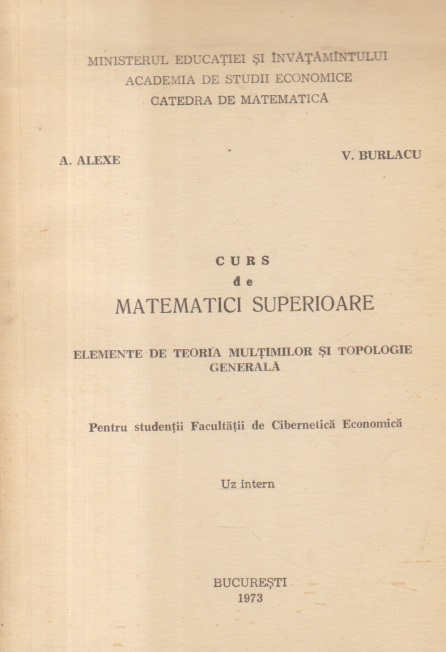 MINISTERUL EDUCAȚIEI ȘI ÎNVĂȚĂMÎNTULUI
ACADEMIA DE STUDII ECONOMICE
CATEDRA DE MATEMATICĂ
A. ALEXE V. BURLACU
CURS
de
MATEMATICI SUPERIOARE
ELEMENTE DE TEORIA MULȚIMILOR ȘI TOPOLOGIE
GENERALĂ
Pentru studenții Facultății de Cibernetică Economică
Uz intern
BUCUREȘTI
1973